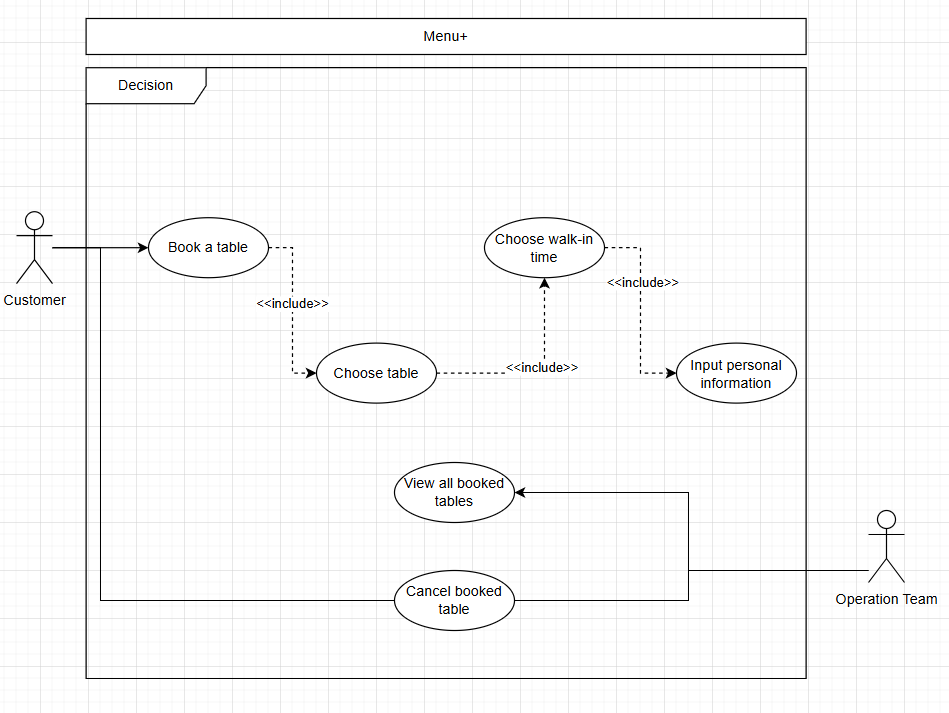 Menu+
Decision
Book a table
Choose walk-in
time
<<include>>
Customer
<<include>>
Choose table
<<include>>
Input personal
information
View all booked
tables
Cancel booked
table
Operation Team